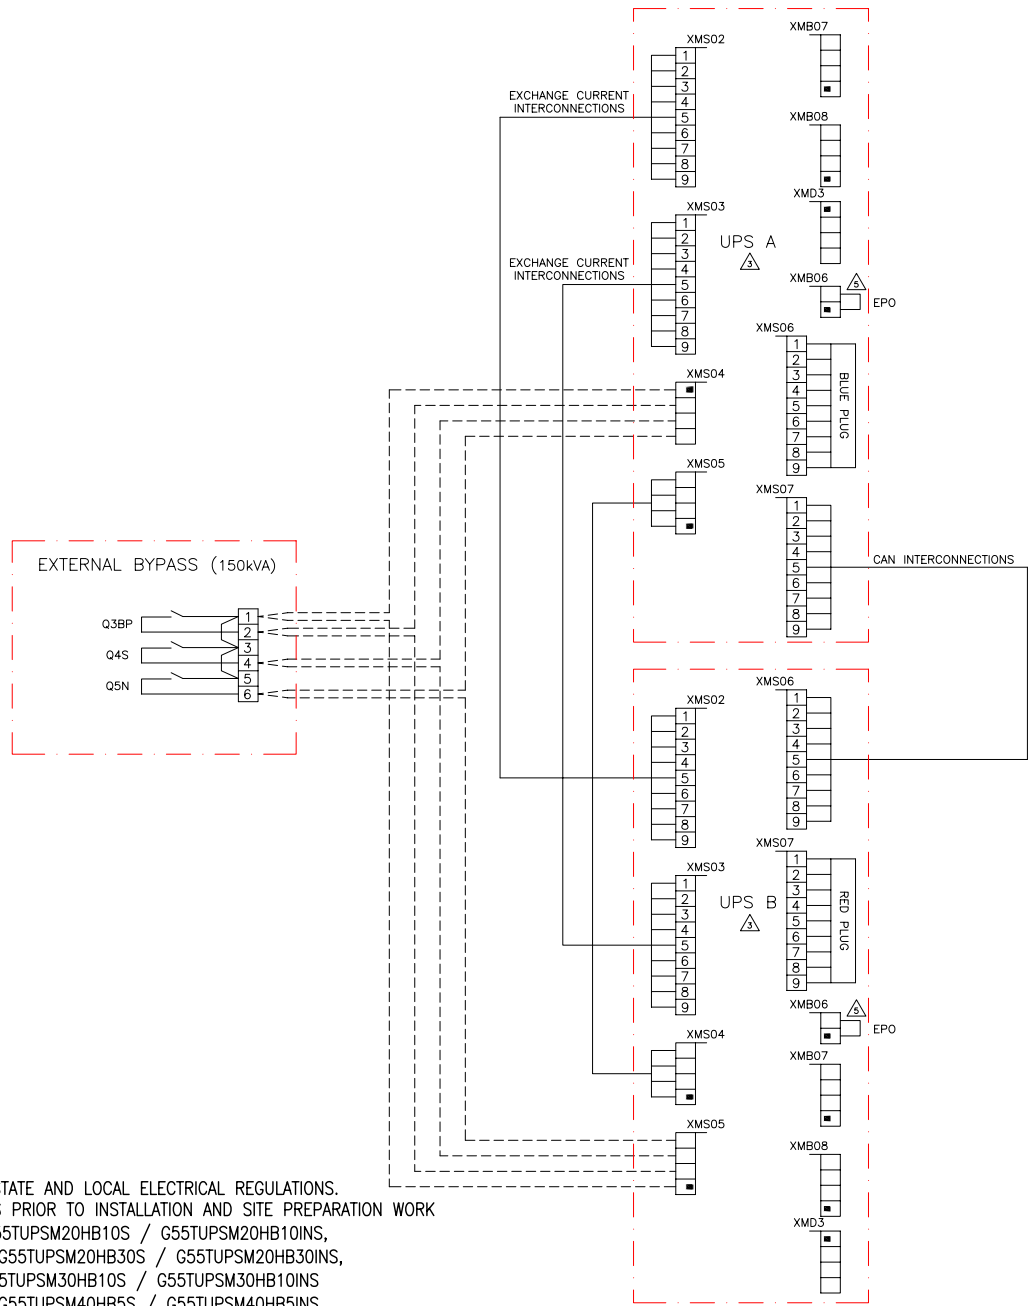 XMS02
1
2
3
4
5
6
7
8
9
EXCHANGE CURRENT
INTERCONNECTIONS
XMB07
XMB08
XMD3
XMS03
1
2
3
4
5
6
7
8
9
EXCHANGE CURRENT
INTERCONNECTIONS
UPS A
3
XMB06
5
EPO
XMS06
1
2
3
4
5
6
7
8
9
BLUE PLUG
XMS04
XMS05
XMS07
1
2
3
4
5
6
7
8
9
CAN INTERCONNECTIONS
EXTERNAL BYPASS (150kVA)
Q3BP
Q4S
Q5N
1
2
3
4
5
6
XMS02
1
2
3
4
5
6
7
8
9
XMS06
1
2
3
4
5
6
7
8
9
XMS03
1
2
3
4
5
6
7
8
9
UPS B
3
XMS07
1
2
3
4
5
6
7
8
9
RED PLUG
XMB06
5
EPO
XMS04
XMB07
XMS05
XMB08
XMD3
STATE AND LOCAL ELECTRICAL REGULATIONS.
S PRIOR TO INSTALLATION AND SITE PREPARATION WORK
G55TUPSM20HB10S / G55TUPSM20HB10INS,
G55TUPSM20HB30S / G55TUPSM20HB30INS,
G55TUPSM30HB10S / G55TUPSM30HB10INS
G55TUPSM40HB5S / G55TUPSM40HB5INS